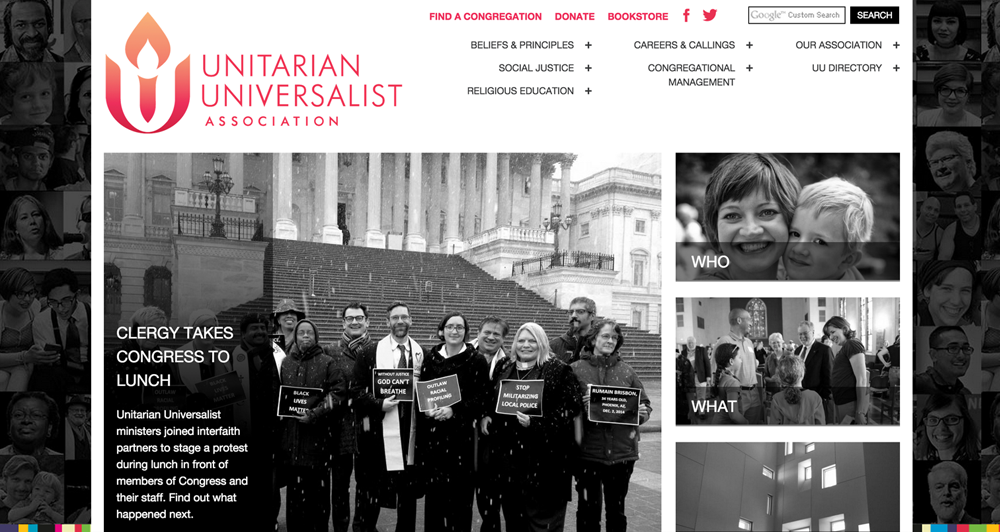 FIND A CONGREGATION DONATE BOOKSTORE
Google™ Custom Search SEARCH
UNITARIAN
UNIVERSALIST
ASSOCIATION
BELIEFS & PRINCIPLES +
SOCIAL JUSTICE +
RELIGIOUS EDUCATION +
CAREERS & CALLINGS +
CONGREGATIONAL +
MANAGEMENT
OUR ASSOCIATION +
UU DIRECTORY +
CLERGY TAKES
CONGRESS TO
LUNCH
Unitarian Universalist
ministers joined interfaith
partners to stage a protest
during lunch in front of
members of Congress and
their staff. Find out what
happened next.
BLACK
LIVES
MATTER
WITHOUT JUSTICE
GOD CAN'T
BREATHE
OUTLAW
RACIAL
PROFILING
STOP
MILITARIZING
LOCAL POLICE
RUMAIN BRISBON,
34 YEARS OLD,
PHOENIX, AZ,
DEC. 2, 2014
WHO
WHAT